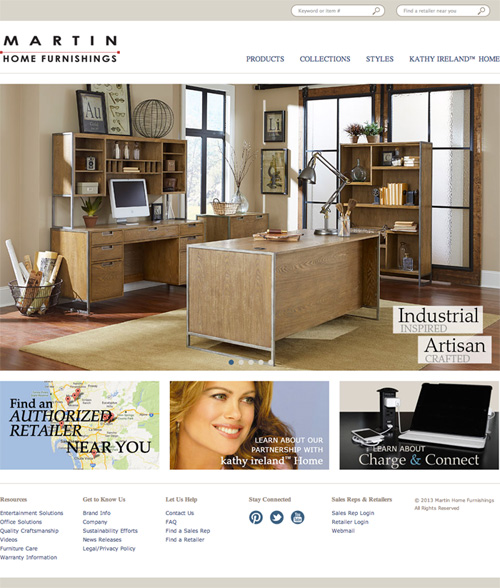 Keyword or item #
Find a retailer near you
MARTIN
HOME FURNISHINGS
PRODUCTS
COLLECTIONS
STYLES
KATHY IRELAND™ HOME
Au
Industrial
INSPIRED
Artisan
CRAFTED
Find an
AUTHORIZED
RETAILER
NEAR YOU
LEARN ABOUT OUR
PARTNERSHIP WITH
kathy ireland™ Home
LEARN ABOUT
Charge & Connect
Resources
Entertainment Solutions
Office Solutions
Quality Craftsmanship
Videos
Furniture Care
Warranty Information
Get to Know Us
Brand Info
Company
Sustainability Efforts
News Releases
Legal/Privacy Policy
Let Us Help
Contact Us
FAQ
Find a Sales Rep
Find a Retailer
Stay Connected
Sales Reps & Retailers
Sales Rep Login
Retailer Login
Webmail
© 2013 Martin Home Furnishings
All Rights Reserved